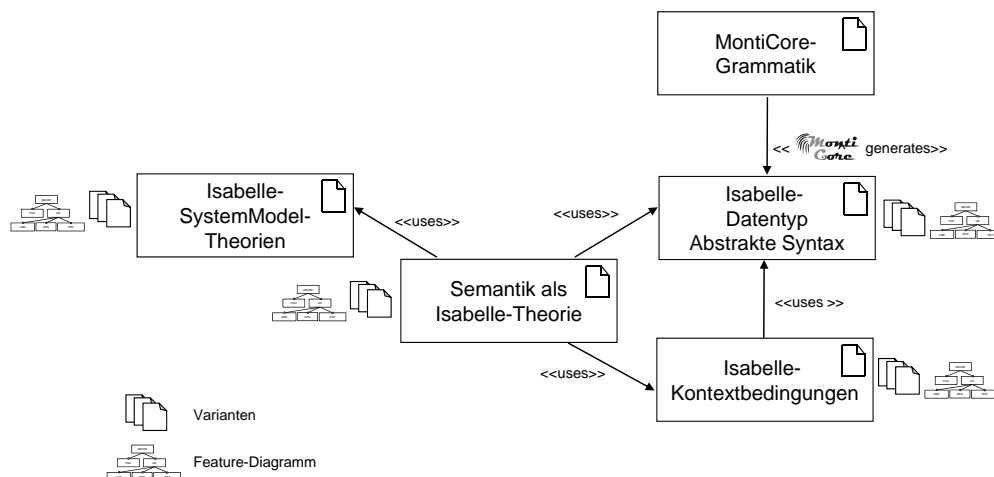 MontiCore-
Grammatik
<< Monti Core generates>>
Isabelle-
SystemModel-
Theorien
<<uses>>
<<uses>>
Isabelle-
Datentyp
Abstrakte Syntax
Semantik als
Isabelle-Theorie
<<uses >>
<<uses>>
Isabelle-
Kontextbedingungen
Varianten
Feature-Diagramm